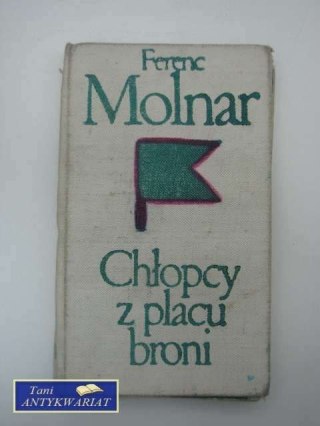 Ferenc
Molnar
Chłopcy
z placu
broni
Tani
ANTYKWARIAT